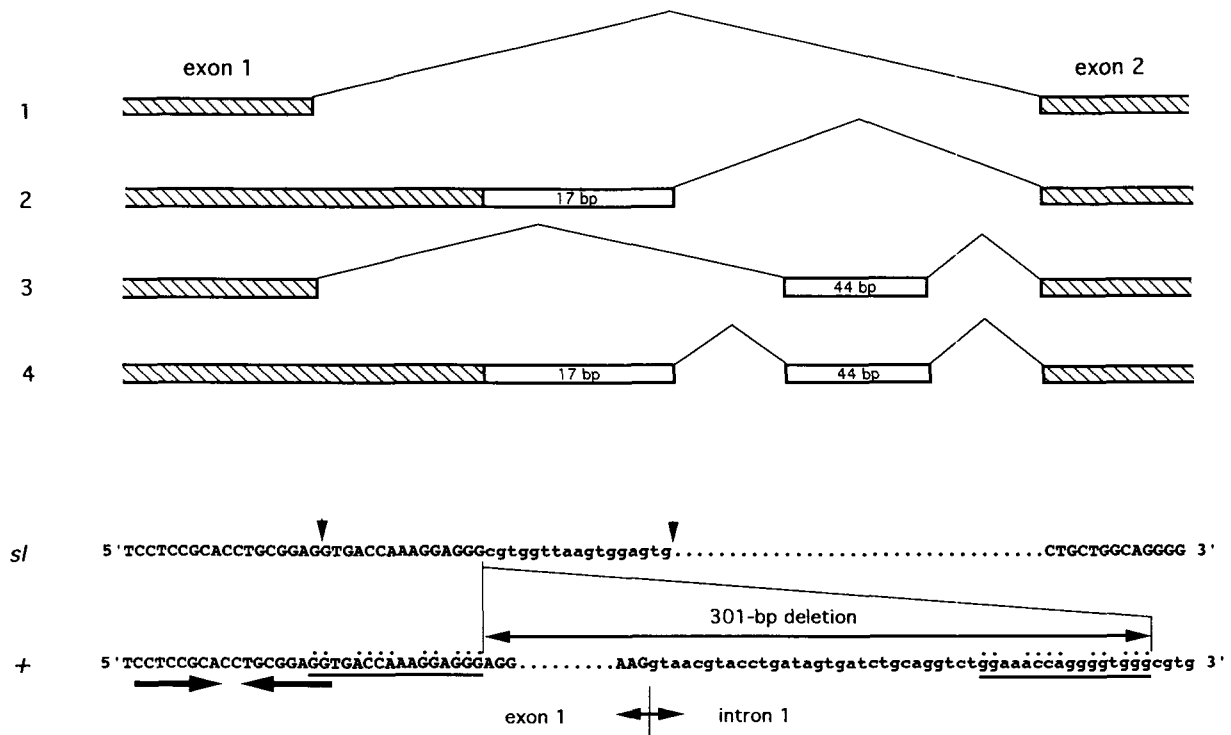 exon 1 exon 2
1
2 17 bp
3 44 bp
4 17 bp 44 bp
sl 5'TCCTCCGCACCTGCGGAGGTGACCAAAGGAGGGcgtggttaagtggagtg.................................CTGCTGGCAGGGG 3'
301-bp deletion
+ 5'TCCTCCGCACCTGCGGAGGTGACCAAAGGAGGGAGG.........AAGgtaacgtacctgatagtgatctgcaggtctggaaaccaggggtgggcgtg 3'
exon 1 intron 1